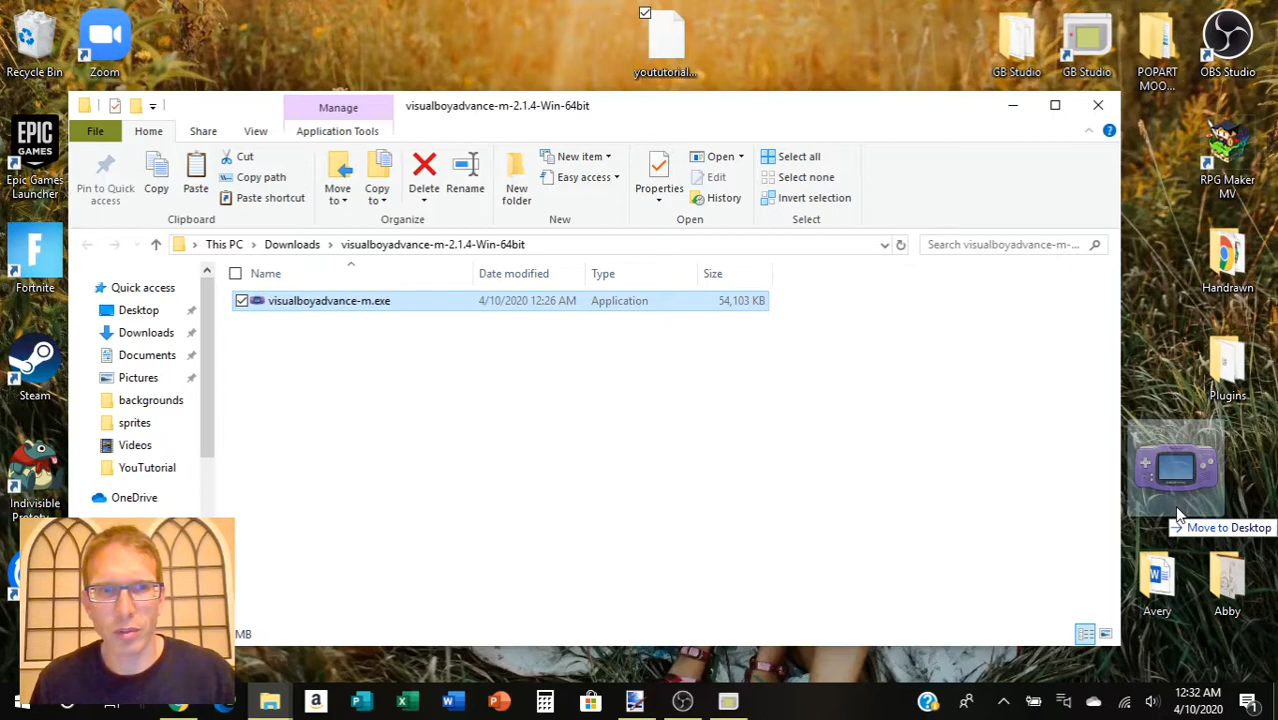 Recycle Bin
Zoom
yoututorial...
GB Studio
GB Studio
POPART
MOO...
OBS Studio
visualboyadvance-m-2.1.4-Win-64bit
Manage
File
Home
Share
View
Application Tools
EPIC
GAMES
Epic Games
Launcher
Pin to Quick
access
Copy
Paste
Cut
Copy path
Paste shortcut
Clipboard
Move
to
Copy
to
Delete
Rename
Organize
New
folder
New item
Easy access
New
Properties
Open
Edit
History
Open
Select all
Select none
Invert selection
Select
RPG Maker
MV
This PC
Downloads
visualboyadvance-m-2.1.4-Win-64bit
Search visualboyadvance-m-...
Name
Date modified
Type
Size
visualboyadvance-m.exe
4/10/2020 12:26 AM
Application
54,103 KB
Quick access
Desktop
Downloads
Documents
Pictures
backgrounds
sprites
Videos
YouTutorial
OneDrive
Fortnite
Steam
Indivisible
Handrawn
Plugins
Move to Desktop
Avery
Abby
MB
12:32 AM
4/10/2020